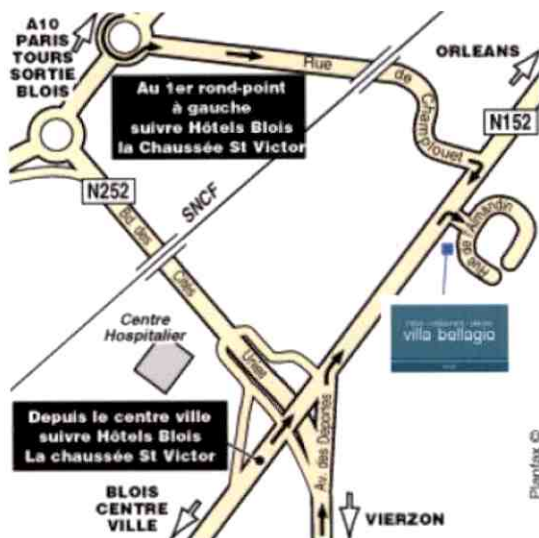 A10
PARIS
TOURS
SORTIE
BLOIS
Rue
de
Champlouet
ORLEANS
N152
Au 1er rond-point
à gauche
suivre Hôtels Blois
la Chaussée St Victor
N252
SNCF
Bd. des
Cités
Unies
Rue de l'Amandin
villa bellagio
Centre
Hospitalier
Depuis le centre ville
suivre Hôtels Blois
La chaussée St Victor
Av. des Déportés
BLOIS
CENTRE
VILLE
VIERZON
Planfax ©